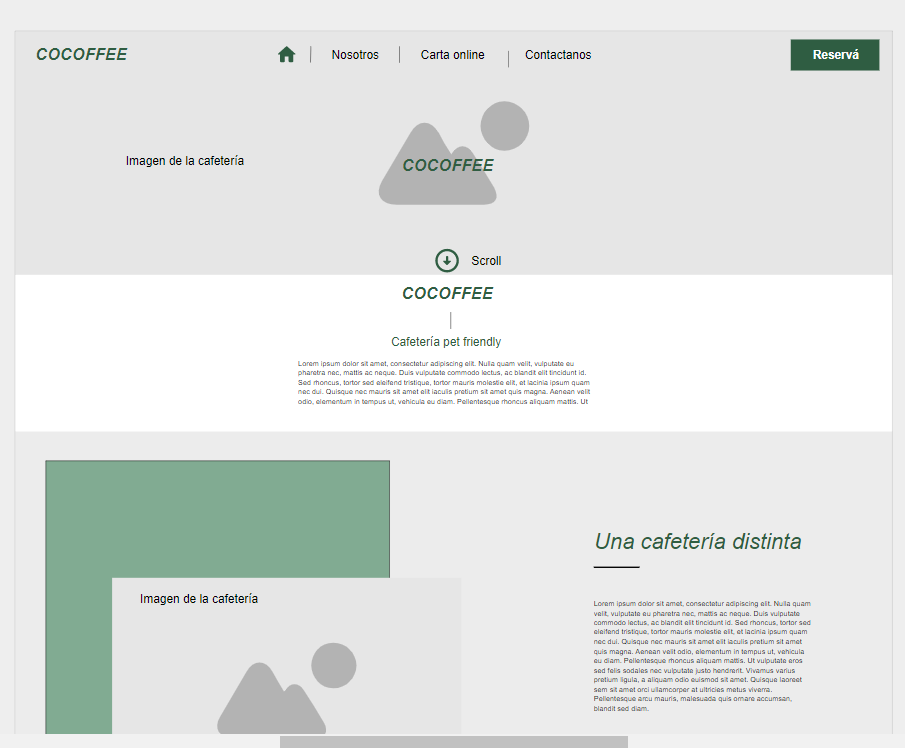 COCOFFEE
Nosotros
Carta online
Contactanos
Reservá
Imagen de la cafetería
COCOFFEE
Scroll
COCOFFEE
Cafetería pet friendly
Lorem ipsum dolor sit amet, consectetur adipiscing elit. Nulla quam velit, vulputate eu
pharetra nec, mattis ac neque. Duis vulputate commodo lectus, ac blandit elit tincidunt id.
Sed rhoncus, tortor sed eleifend tristique, tortor mauris molestie elit, et lacinia ipsum quam
nec dui. Quisque nec mauris sit amet elit iaculis pretium sit amet quis magna. Aenean velit
odio, elementum in tempus ut, vehicula eu diam. Pellentesque rhoncus aliquam mattis. Ut
Imagen de la cafetería
Una cafetería distinta
Lorem ipsum dolor sit amet, consectetur adipiscing elit. Nulla quam
velit, vulputate eu pharetra nec, mattis ac neque. Duis vulputate
commodo lectus, ac blandit elit tincidunt id. Sed rhoncus, tortor sed
eleifend tristique, tortor mauris molestie elit, et lacinia ipsum quam
nec dui. Quisque nec mauris sit amet elit iaculis pretium sit amet
quis magna. Aenean velit odio, elementum in tempus ut, vehicula
eu diam. Pellentesque rhoncus aliquam mattis. Ut vulputate eros
sed felis sodales nec vulputate justo hendrerit. Vivamus varius
pretium ligula, a aliquam odio euismod sit amet. Quisque laoreet
sem sit amet orci ullamcorper at ultricies metus viverra.
Pellentesque arcu mauris, malesuada quis ornare accumsan,
blandit sed diam.